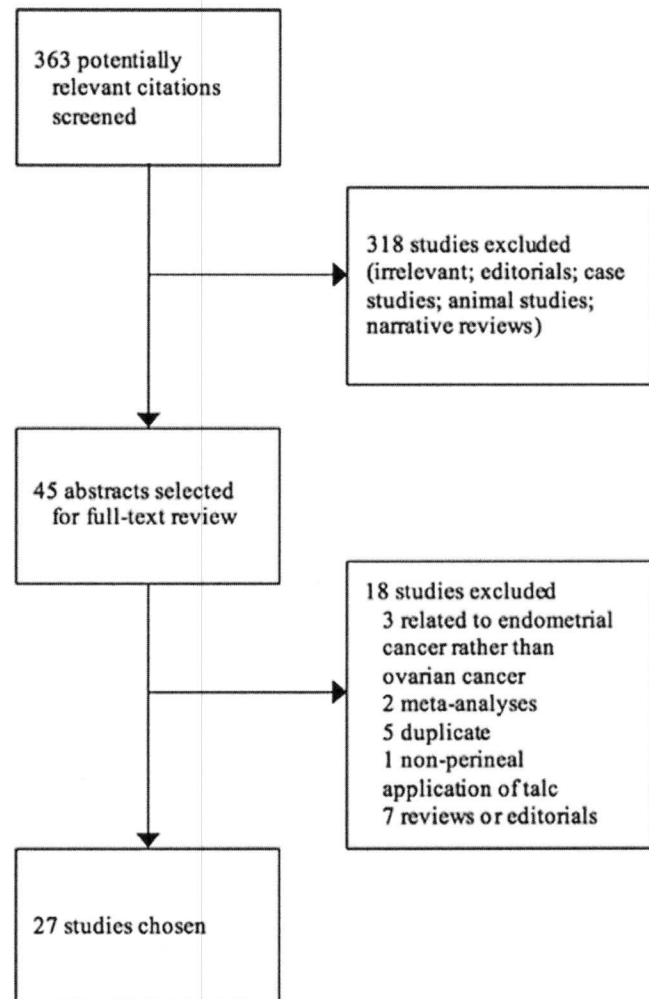 363 potentially
relevant citations
screened
318 studies excluded
(irrelevant; editorials; case
studies; animal studies;
narrative reviews)
45 abstracts selected
for full-text review
18 studies excluded
3 related to endometrial
cancer rather than
ovarian cancer
2 meta-analyses
5 duplicate
1 non-perineal
application of talc
7 reviews or editorials
27 studies chosen